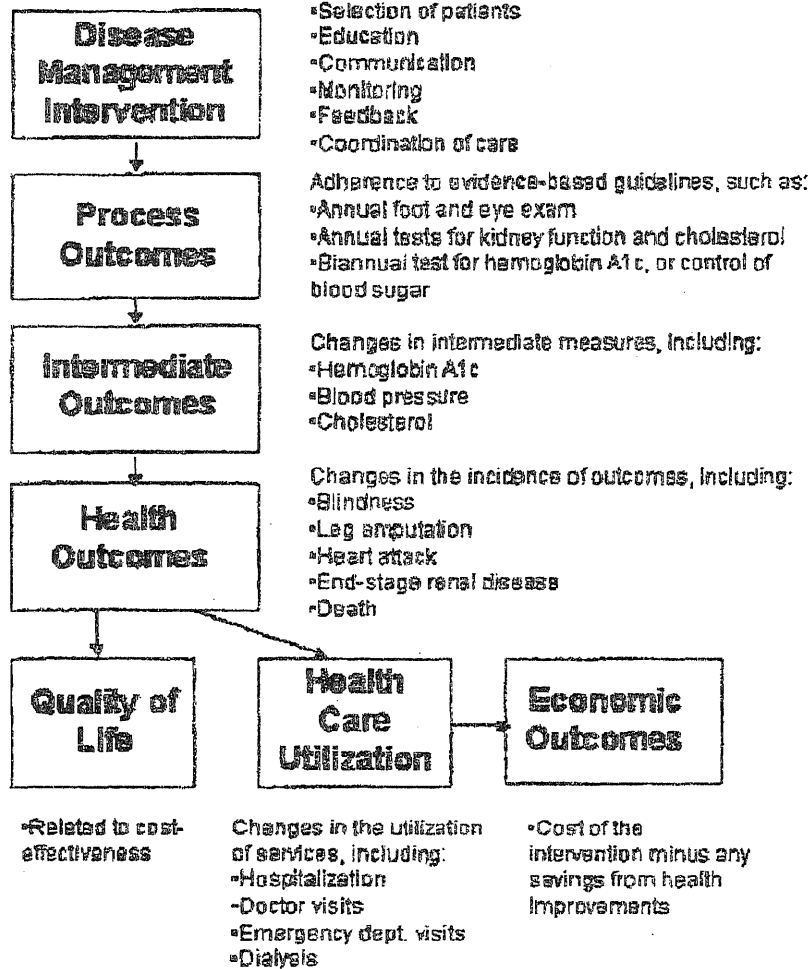 Disease
Management
Intervention
▪Selection of patients
▪Education
▪Communication
▪Monitoring
▪Feedback
▪Coordination of care
Process
Outcomes
Adherence to evidence-based guidelines, such as:
▪Annual foot and eye exam
▪Annual tests for kidney function and cholesterol
▪Biannual test for hemoglobin A1c, or control of
blood sugar
Intermediate
Outcomes
Changes in intermediate measures, including:
▪Hemoglobin A1c
▪Blood pressure
▪Cholesterol
Health
Outcomes
Changes in the incidence of outcomes, including:
▪Blindness
▪Leg amputation
▪Heart attack
▪End-stage renal disease
▪Death
Quality of
Life
▪Related to cost-
effectiveness
Health
Care
Utilization
Changes in the utilization
of services, including:
▪Hospitalization
▪Doctor visits
▪Emergency dept. visits
▪Dialysis
Economic
Outcomes
▪Cost of the
intervention minus any
savings from health
improvements